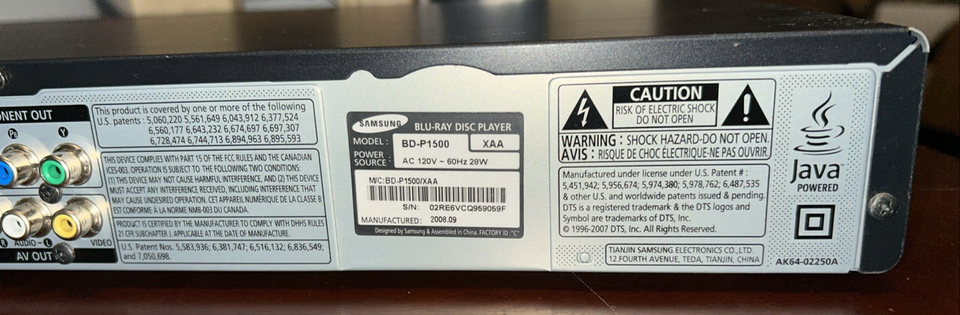 ONENT OUT
PB
Y
R
AUDIO
L
VIDEO
AV OUT
This product is covered by one or more of the following
U.S. patents : 5,060,220 5,561,649 6,043,912 6,377,524
6,560,177 6,643,232 6,674,697 6,697,307
6,728,474 6,744,713 6,894,963 6,895,593
THIS DEVICE COMPLIES WITH PART 15 OF THE FCC RULES AND THE CANADIAN
ICES-003. OPERATION IS SUBJECT TO THE FOLLOWING TWO CONDITIONS:
(1) THIS DEVICE MAY NOT CAUSE HARMFUL INTERFERENCE, AND (2) THIS DEVICE
MUST ACCEPT ANY INTERFERENCE RECEIVED, INCLUDING INTERFERENCE THAT
MAY CAUSE UNDESIRED OPERATION. CET APPAREIL NUMÉRIQUE DE LA CLASSE B
EST CONFORME À LA NORME NMB-003 DU CANADA.
PRODUCT IS CERTIFIED BY THE MANUFACTURER TO COMPLY WITH DHHS RULES
21 CFR SUBCHAPTER J. APPLICABLE AT THE DATE OF MANUFACTURE.
U.S. Patent Nos. 5,583,936; 6,381,747; 6,516,132; 6,836,549;
and 7,050,698.
SAMSUNG
BLU-RAY DISC PLAYER
MODEL : BD-P1500 XAA
POWER SOURCE : AC 120V ~ 60Hz 28W
M/C:BD-P1500/XAA
S/N: 02RE6VCQ969059F
MANUFACTURED: 2008.09
Designed by Samsung & Assembled in China. FACTORY ID :"C"
CAUTION
RISK OF ELECTRIC SHOCK
DO NOT OPEN
WARNING : SHOCK HAZARD-DO NOT OPEN.
AVIS : RISQUE DE CHOC ÉLECTRIQUE-NE PAS OUVRIR.
Manufactured under license under U.S. Patent # :
5,451,942; 5,956,674; 5,974,380; 5,978,762; 6,487,535
& other U.S. and worldwide patents issued & pending.
DTS is a registered trademark & the DTS logos and
Symbol are trademarks of DTS, Inc.
© 1996-2007 DTS, Inc. All Rights Reserved.
TIANJIN SAMSUNG ELECTRONICS CO.,LTD.
12.FOURTH AVENUE, TEDA, TIANJIN, CHINA
Java
POWERED
AK64-02250A